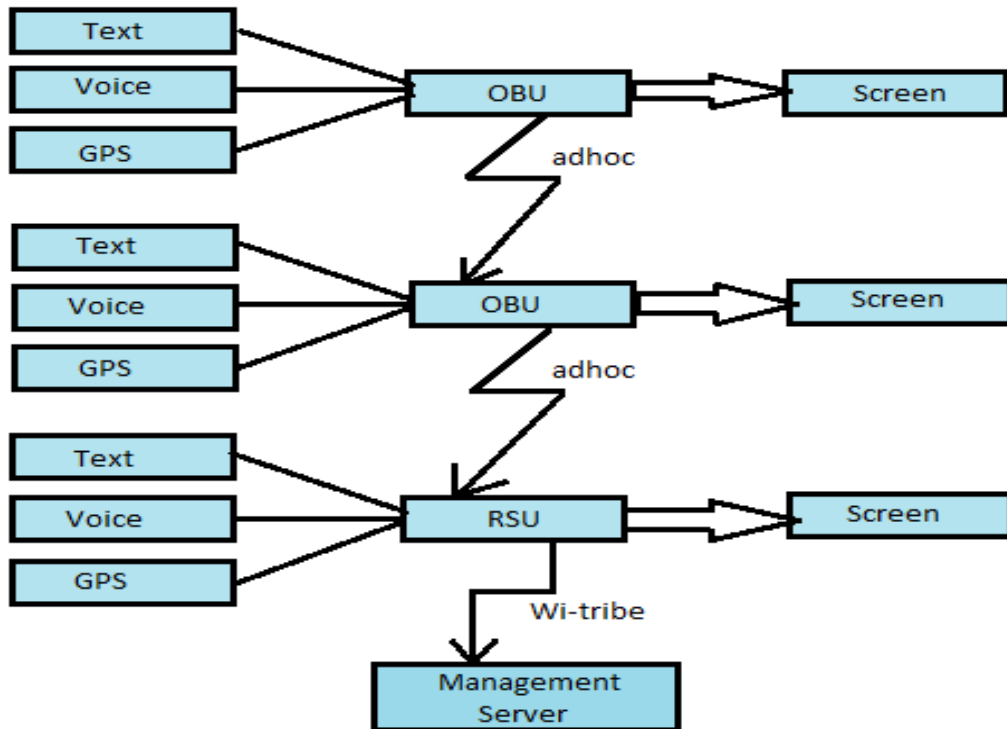 Text
Voice
OBU
Screen
GPS
adhoc
Text
Voice
OBU
Screen
GPS
adhoc
Text
Voice
RSU
Screen
GPS
Wi-tribe
Management
Server